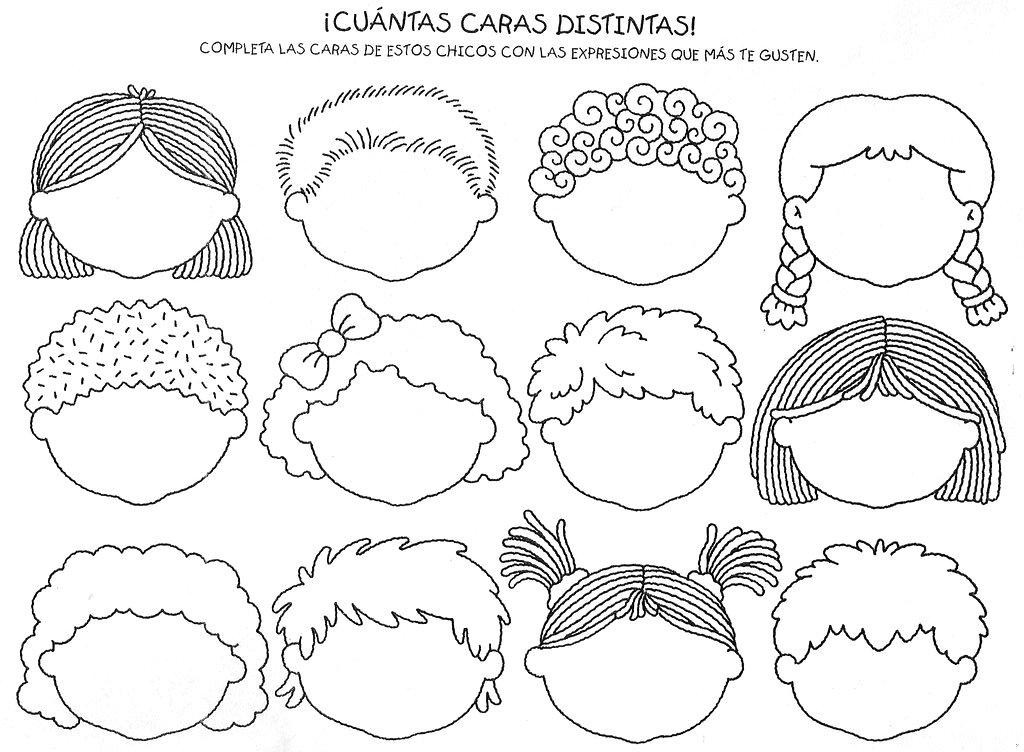 ¡CUÁNTAS CARAS DISTINTAS!
COMPLETA LAS CARAS DE ESTOS CHICOS CON LAS EXPRESIONES QUE MÁS TE GUSTEN.